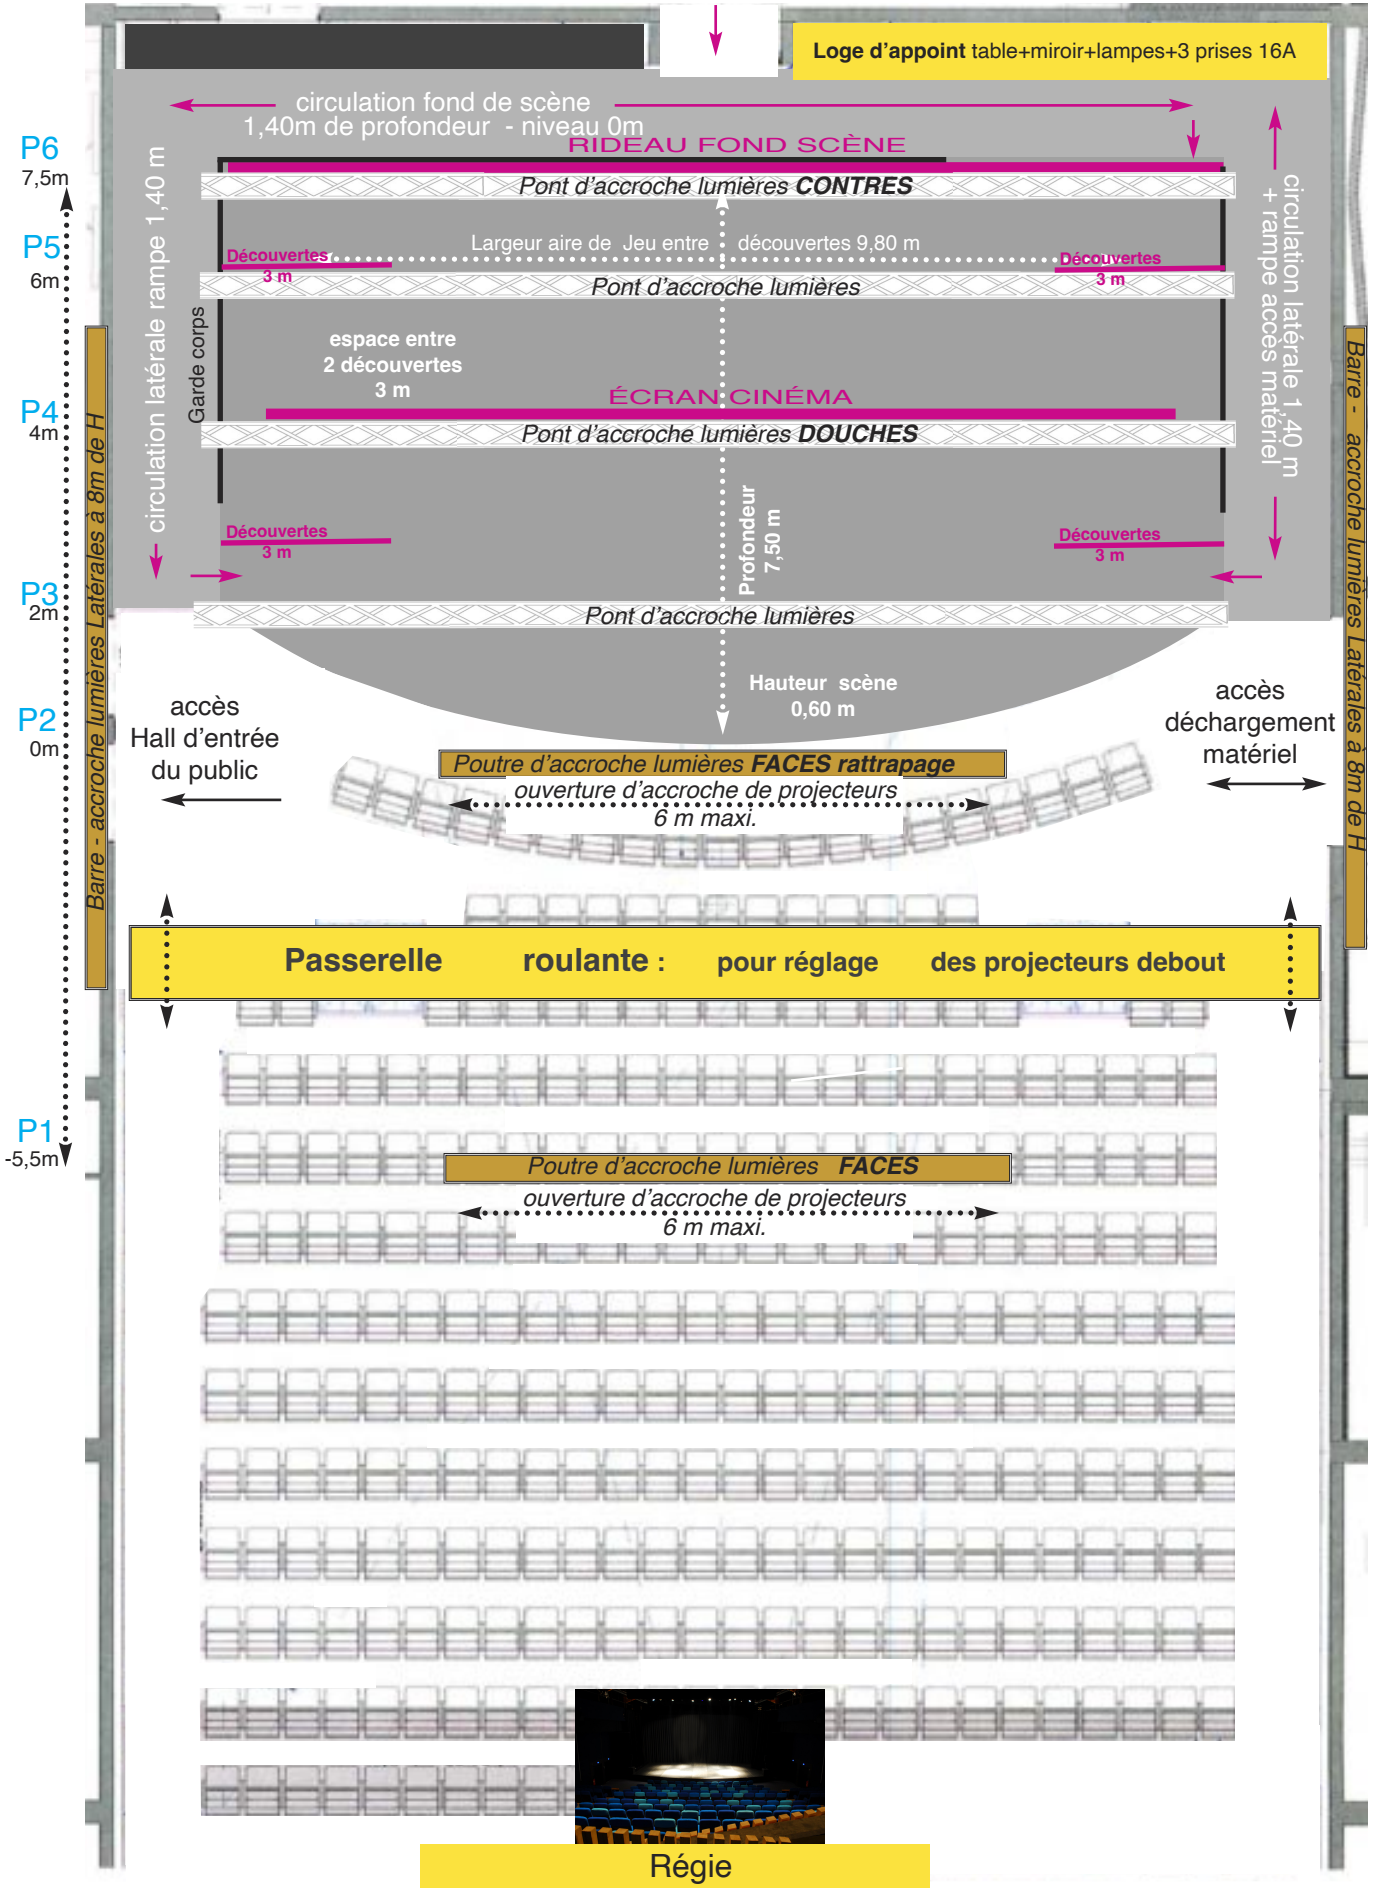 Loge d'appoint table+miroir+lampes+3 prises 16A
circulation fond de scène
1,40m de profondeur - niveau 0m
RIDEAU FOND SCÈNE
P6
7,5m
Pont d'accroche lumières CONTRES
circulation latérale rampe 1,40 m
circulation latérale 1,40 m
+ rampe accès matériel
P5
6m
Largeur aire de Jeu entre découvertes 9,80 m
Découvertes
3 m
Découvertes
3 m
Pont d'accroche lumières
Garde corps
espace entre
2 découvertes
3 m
ÉCRAN CINÉMA
P4
4m
Pont d'accroche lumières DOUCHES
Barre - accroche lumières Latérales à 8m de H
Barre - accroche lumières Latérales à 8m de H
Profondeur
7,50 m
Découvertes
3 m
Découvertes
3 m
P3
2m
Pont d'accroche lumières
Hauteur scène
0,60 m
P2
0m
accès
Hall d'entrée
du public
accès
déchargement
matériel
Poutre d'accroche lumières FACES rattrapage
ouverture d'accroche de projecteurs
6 m maxi.
Passerelle roulante : pour réglage des projecteurs debout
P1
-5,5m
Poutre d'accroche lumières FACES
ouverture d'accroche de projecteurs
6 m maxi.
Régie